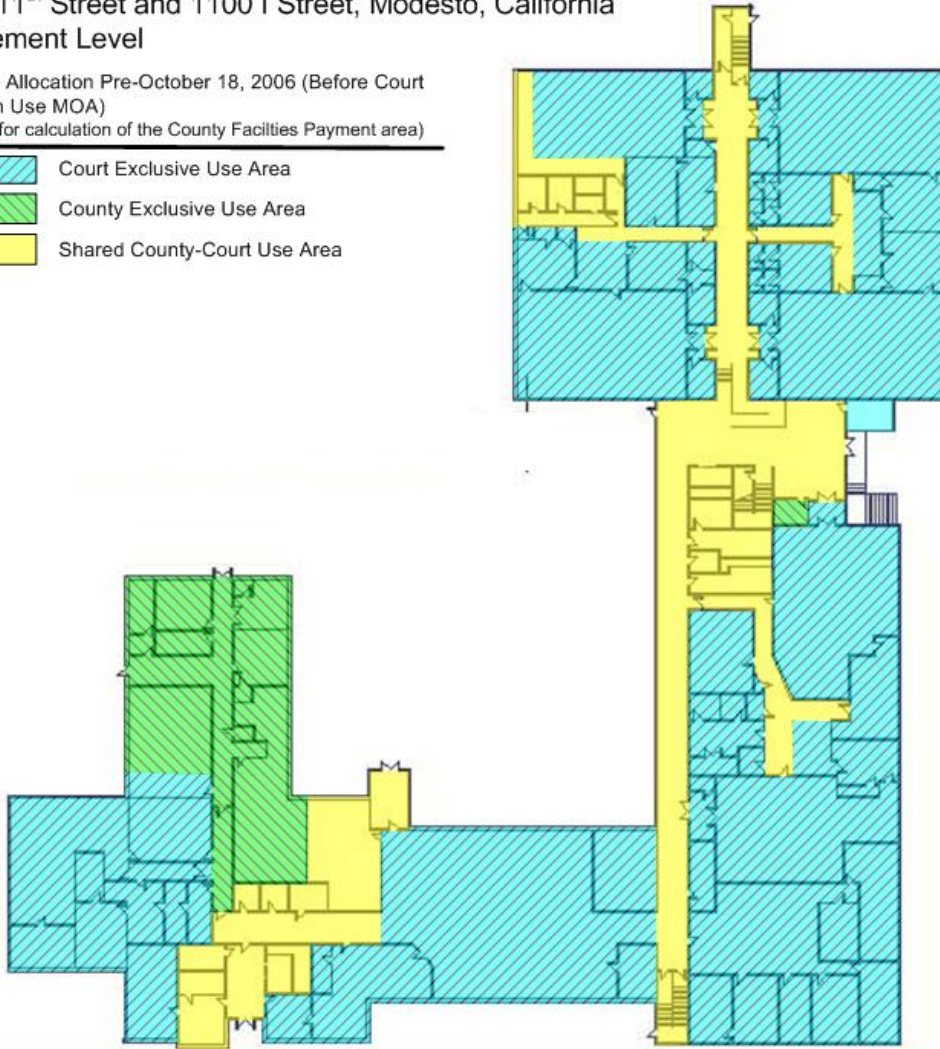 11th Street and 1100 I Street, Modesto, California
ement Level
Allocation Pre-October 18, 2006 (Before Court
n Use MOA)
for calculation of the County Facilties Payment area)
Court Exclusive Use Area
County Exclusive Use Area
Shared County-Court Use Area